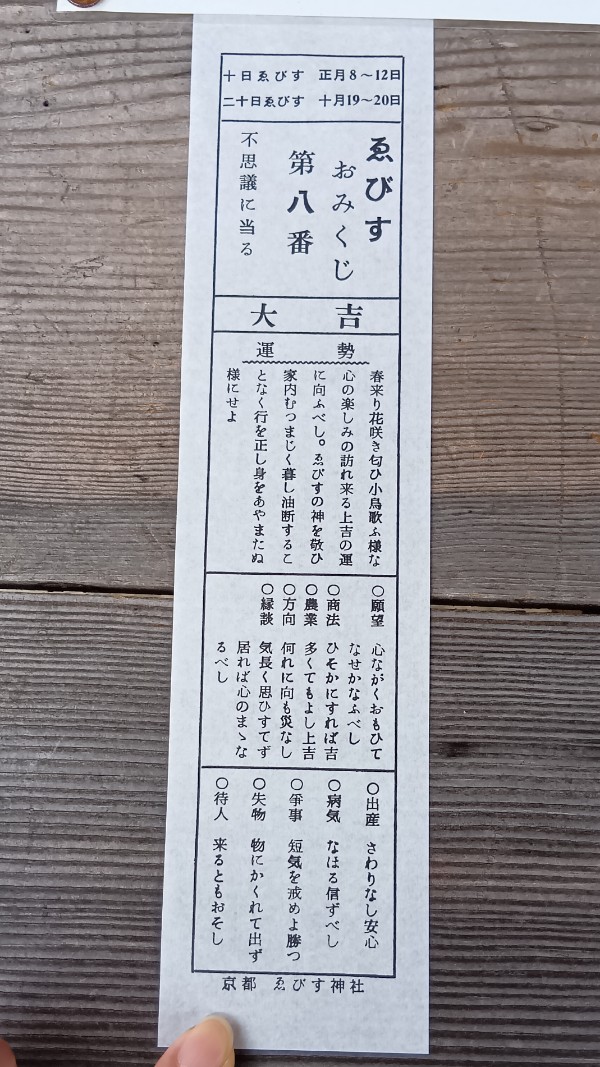 十日ゑびす 正月8〜12日
二十日ゑびす 十月19〜20日
ゑびす
おみくじ
第八番
不思議に当る
大吉
運勢
春来り花咲き匂ひ小鳥歌ふ様な
心の楽しみの訪れ来る上吉の運
に向ふべし。ゑびすの神を敬ひ
家内むつまじく暮し油断するこ
となく行を正し身をあやまたぬ
様にせよ
○願望 心ながくおもひて
なせかなふべし
○商法 ひそかにすれば吉
○農業 多くてもよし上吉
○方向 何れに向も災なし
○縁談 気長く思ひすてず
居れば心のまゝな
るべし
○出産 さわりなし安心
○病気 なほる信ずべし
○争事 短気を戒めよ勝つ
○失物 物にかくれて出ず
○待人 来るともおそし
京都 ゑびす神社